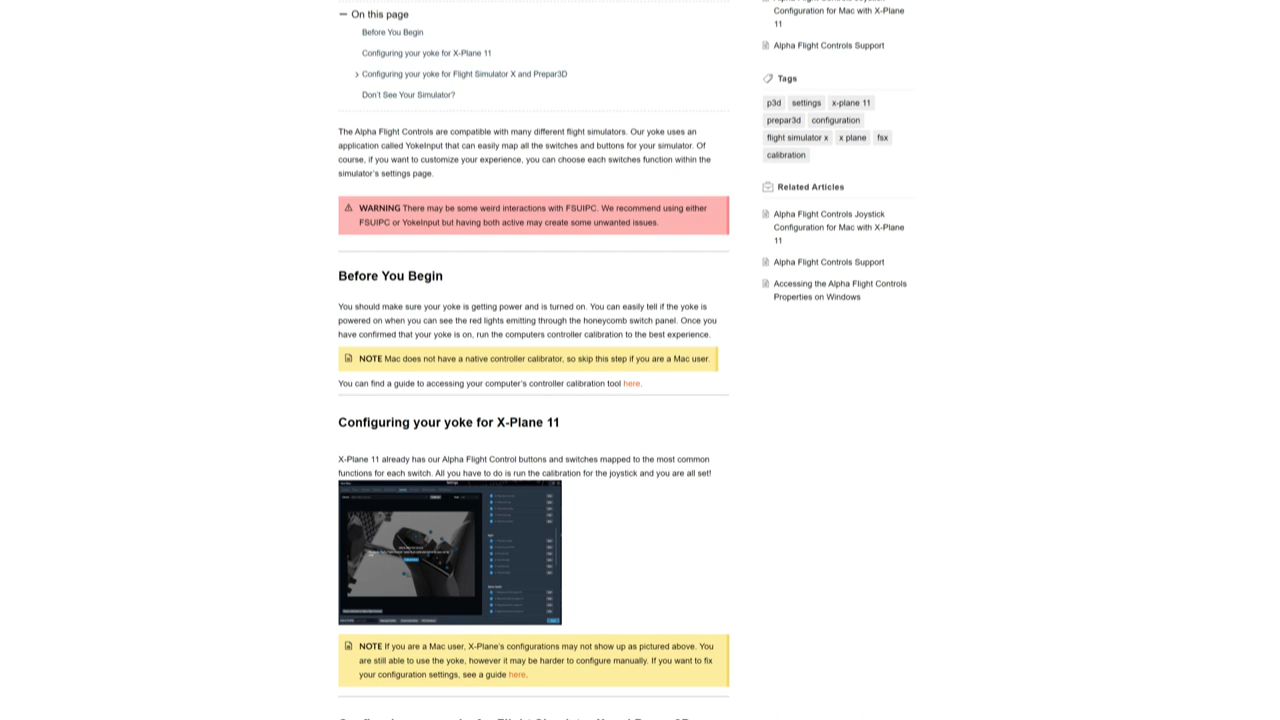 On this page
Before You Begin
Configuring your yoke for X-Plane 11
Configuring your yoke for Flight Simulator X and Prepar3D
Don't See Your Simulator?
The Alpha Flight Controls are compatible with many different flight simulators. Our yoke uses an
application called YokeInput that can easily map all the switches and buttons for your simulator. Of
course, if you want to customize your experience, you can choose each switches function within the
simulator's settings page.
WARNING There may be some weird interactions with FSUIPC. We recommend using either
FSUIPC or YokeInput but having both active may create some unwanted issues.
Before You Begin
You should make sure your yoke is getting power and is turned on. You can easily tell if the yoke is
powered on when you can see the red lights emitting through the honeycomb switch panel. Once you
have confirmed that your yoke is on, run the computers controller calibration to the best experience.
NOTE Mac does not have a native controller calibrator, so skip this step if you are a Mac user.
You can find a guide to accessing your computer's controller calibration tool here.
Configuring your yoke for X-Plane 11
X-Plane 11 already has our Alpha Flight Control buttons and switches mapped to the most common
functions for each switch. All you have to do is run the calibration for the joystick and you are all set!
NOTE If you are a Mac user, X-Plane's configurations may not show up as pictured above. You
are still able to use the yoke, however it may be harder to configure manually. If you want to fix
your configuration settings, see a guide here.
Configuration for Mac with X-Plane
11
Alpha Flight Controls Support
Tags
p3d settings x-plane 11
prepar3d configuration
flight simulator x x plane fsx
calibration
Related Articles
Alpha Flight Controls Joystick
Configuration for Mac with X-Plane
11
Alpha Flight Controls Support
Accessing the Alpha Flight Controls
Properties on Windows